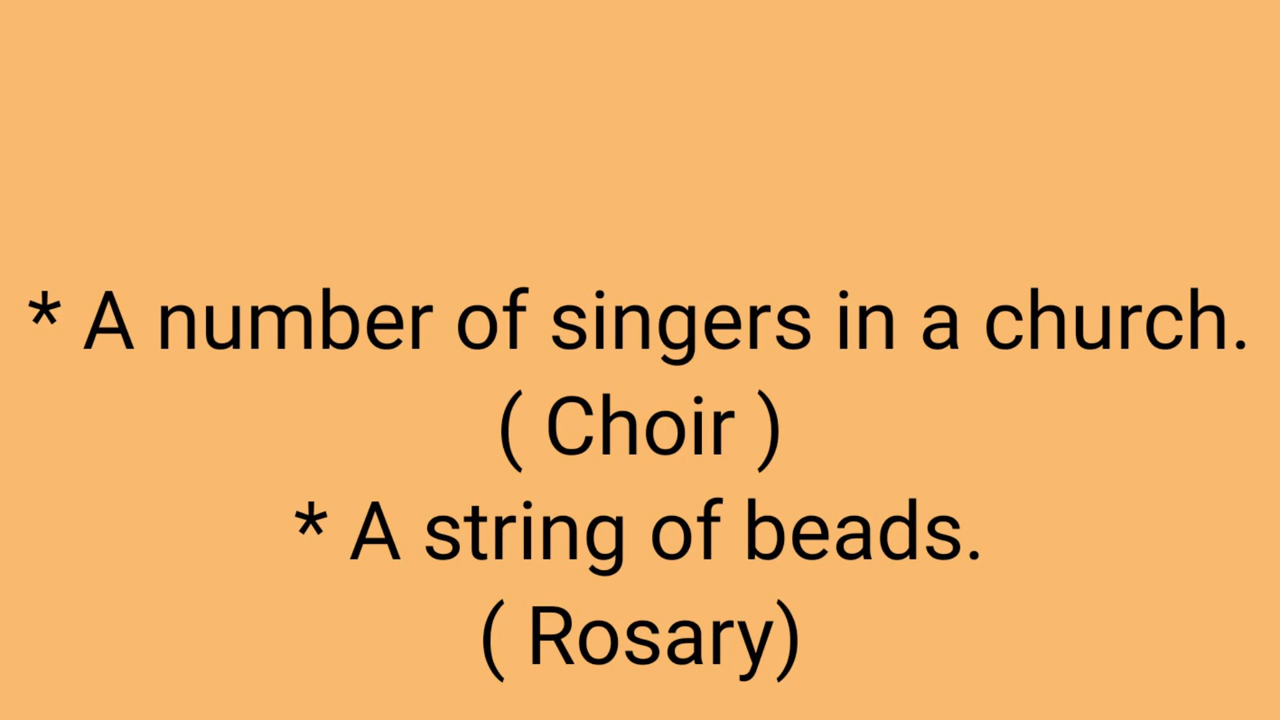 * A number of singers in a church.
( Choir )
* A string of beads.
( Rosary)